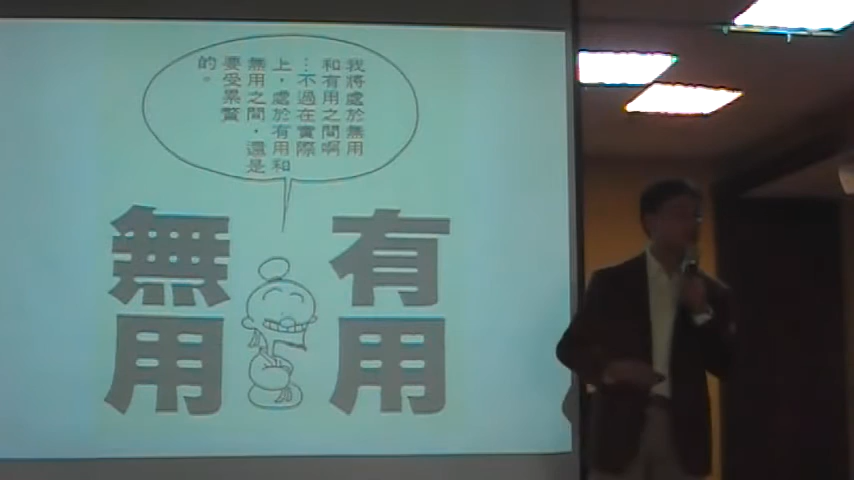 我將處於無用
和有用之間啊
…不過在實際
上，處於有用和
無用之間，還是
要受累贅
的。
有用
無用